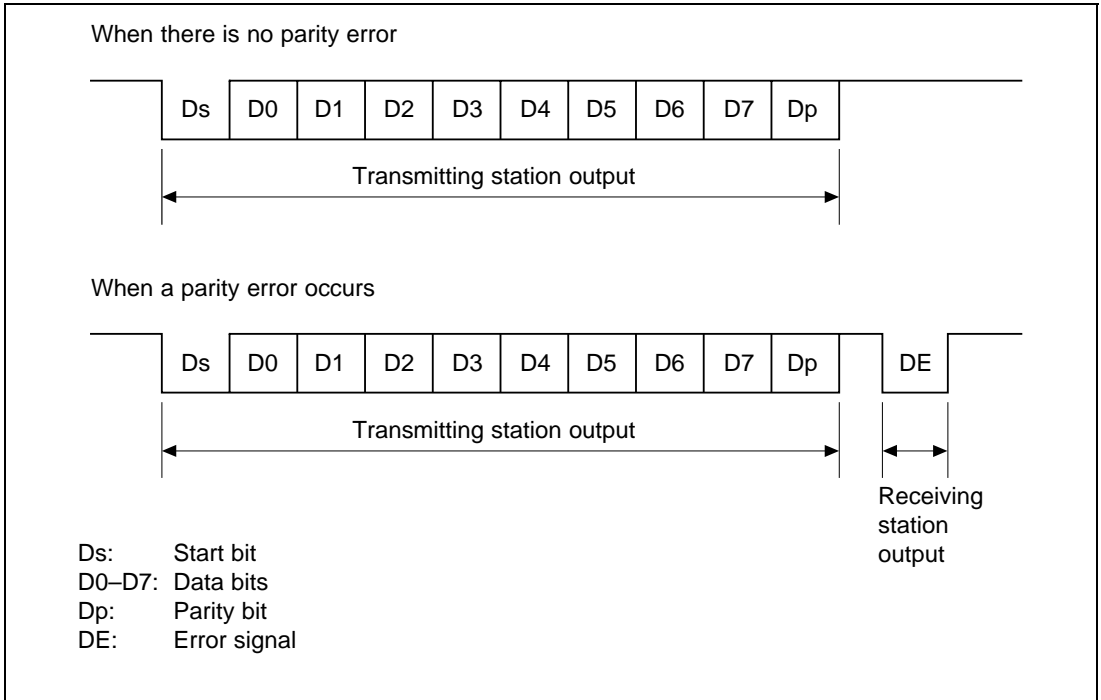 When there is no parity error
Ds D0 D1 D2 D3 D4 D5 D6 D7 Dp
Transmitting station output
When a parity error occurs
Ds D0 D1 D2 D3 D4 D5 D6 D7 Dp DE
Transmitting station output
Receiving
station
output
Ds: Start bit
D0–D7: Data bits
Dp: Parity bit
DE: Error signal